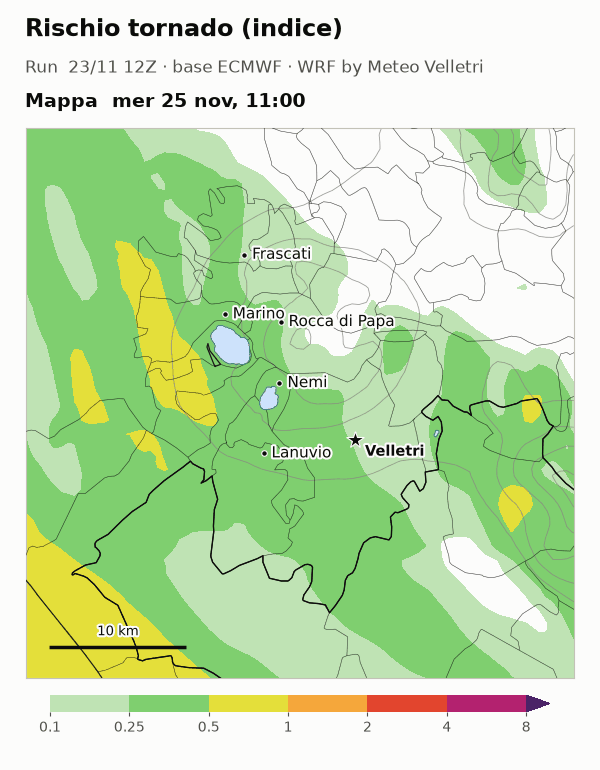 Rischio tornado (indice)
Run  23/11 12Z · base ECMWF · WRF by Meteo Velletri
Mappa  mer 25 nov, 11:00
Frascati
Marino
Rocca di Papa
Nemi
Velletri
Lanuvio
10 km
0.1 0.25 0.5 1 2 4 8